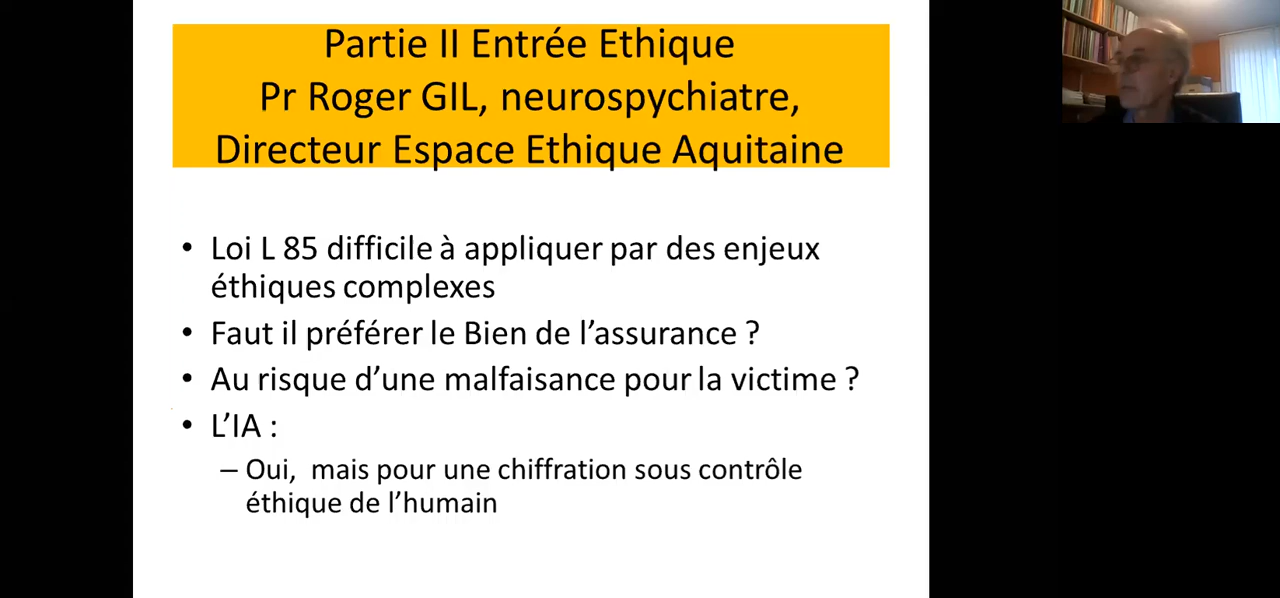 Partie II Entrée Ethique
Pr Roger GIL, neurospychiatre,
Directeur Espace Ethique Aquitaine
• Loi L 85 difficile à appliquer par des enjeux
éthiques complexes
• Faut il préférer le Bien de l’assurance ?
• Au risque d’une malfaisance pour la victime ?
• L’IA :
– Oui, mais pour une chiffration sous contrôle
éthique de l’humain